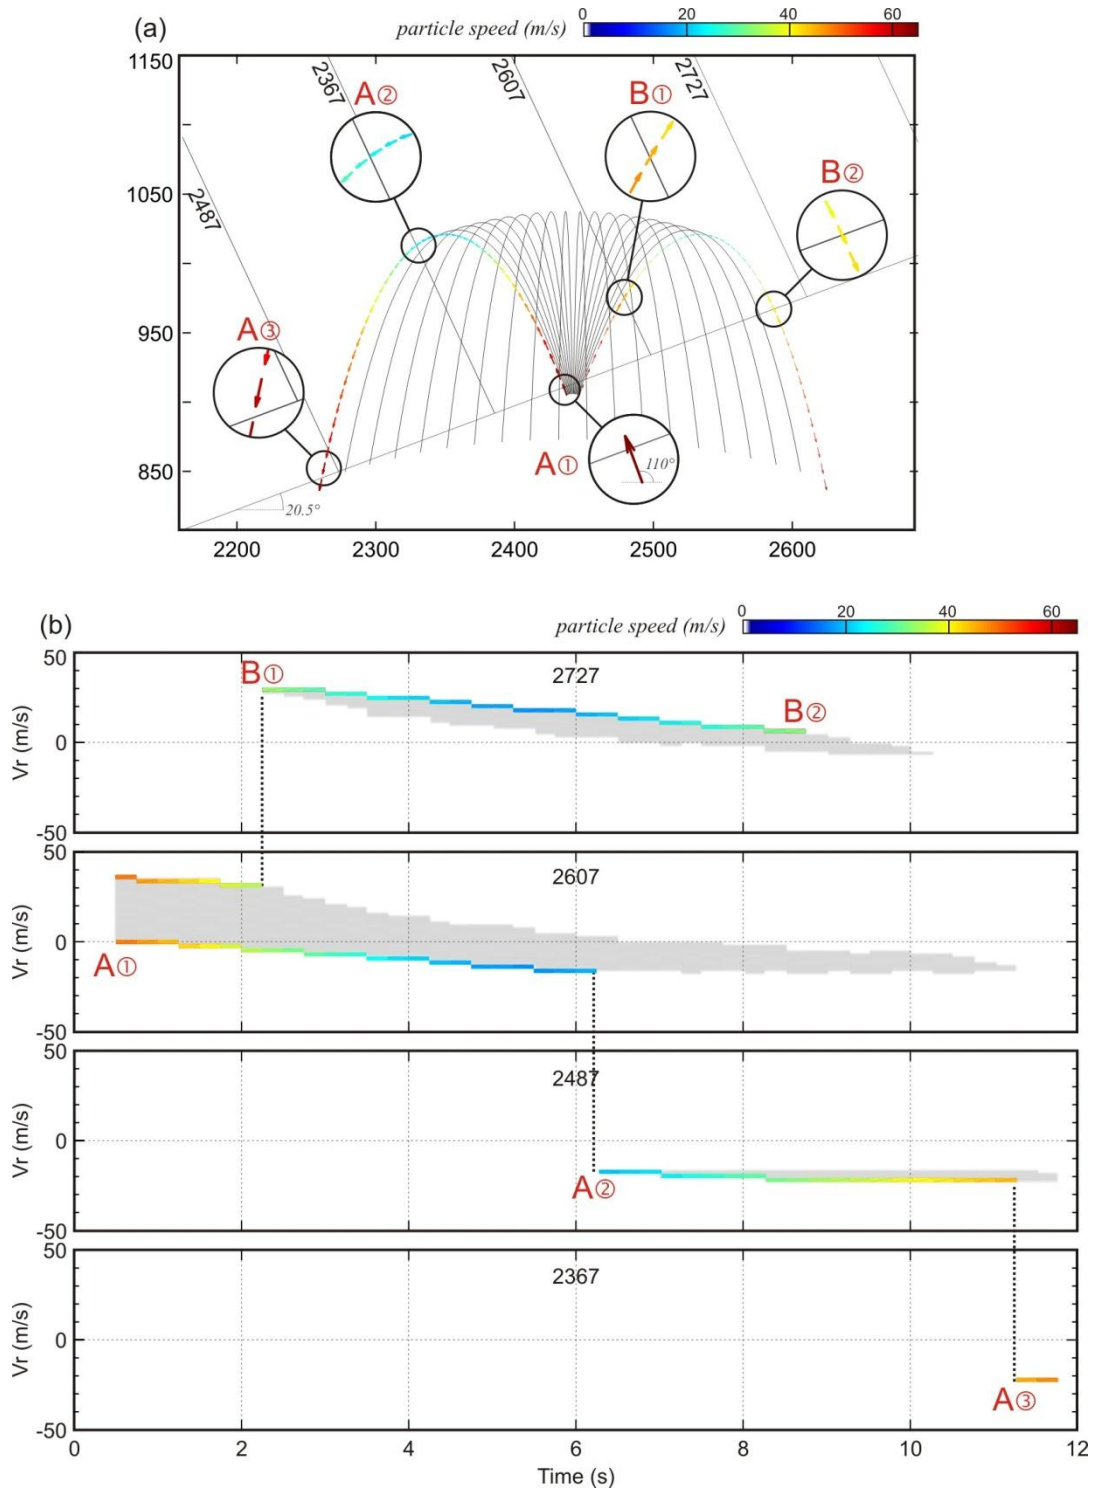 (a)
particle speed (m/s)
0 20 40 60
1150
1050
950
850
2367
2607
2727
2487
A②
B①
B②
A③
A①
110°
20.5°
2200 2300 2400 2500 2600
(b)
particle speed (m/s)
0 20 40 60
50
0
-50
Vr (m/s)
2727
B①
B②
50
0
-50
Vr (m/s)
2607
A①
50
0
-50
Vr (m/s)
2487
A②
50
0
-50
Vr (m/s)
2367
A③
0 2 4 6 8 10 12
Time (s)